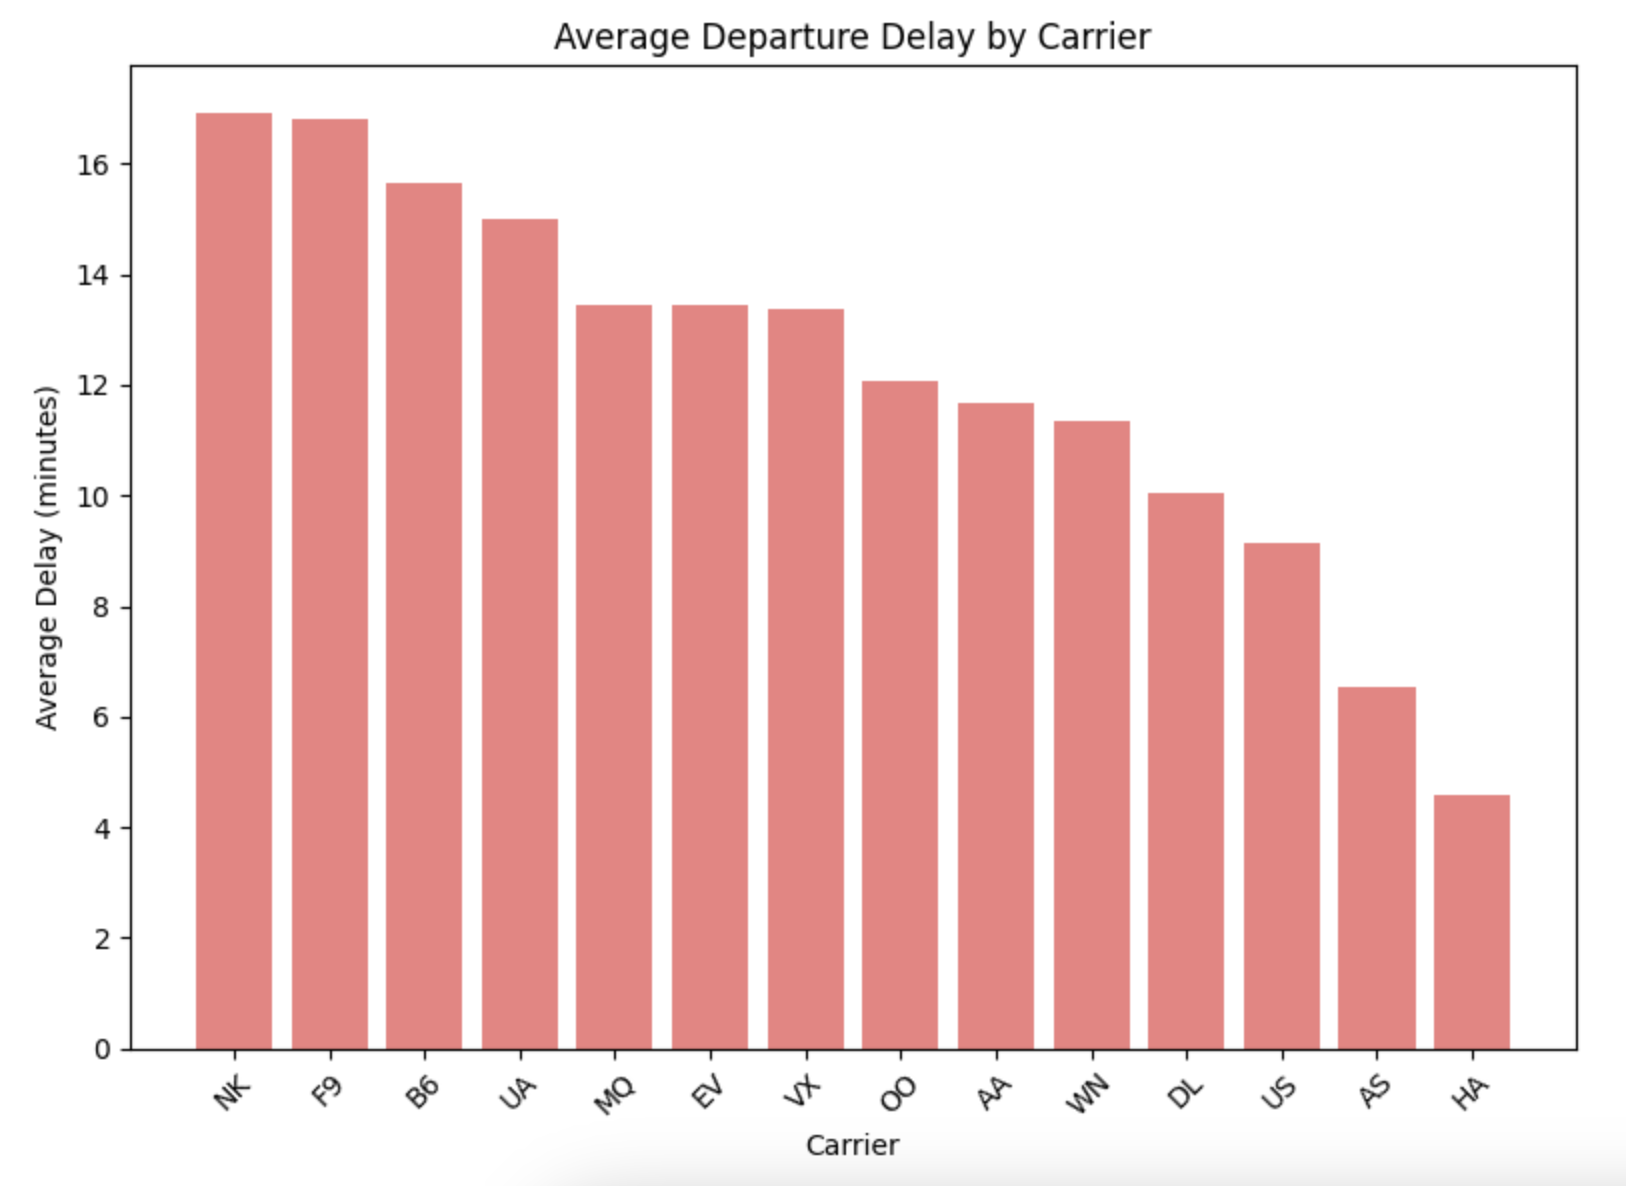 Average Departure Delay by Carrier
16
14
12
10
8
6
4
2
0
Average Delay (minutes)
NK F9 B6 UA MQ EV VX OO AA WN DL US AS HA
Carrier